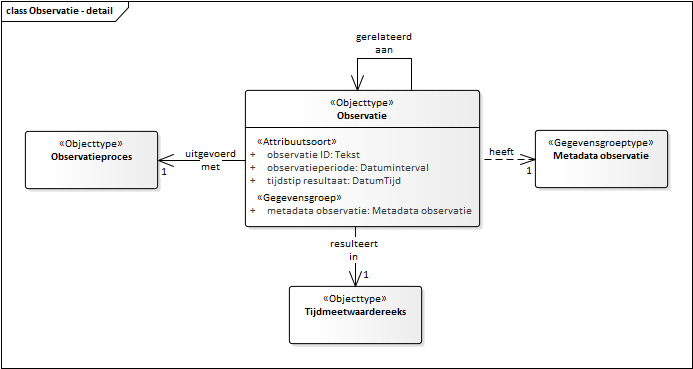 class Observatie - detail
gerelateerd
aan
«Objecttype»
Observatie
«Attribuutsoort»
+ observatie ID: Tekst
+ observatieperiode: Datuminterval
+ tijdstip resultaat: DatumTijd
«Gegevensgroep»
+ metadata observatie: Metadata observatie
«Objecttype»
Observatieproces
uitgevoerd
met
1
heeft
1
«Gegevensgroeptype»
Metadata observatie
resulteert
in
1
«Objecttype»
Tijdmeetwaardereeks